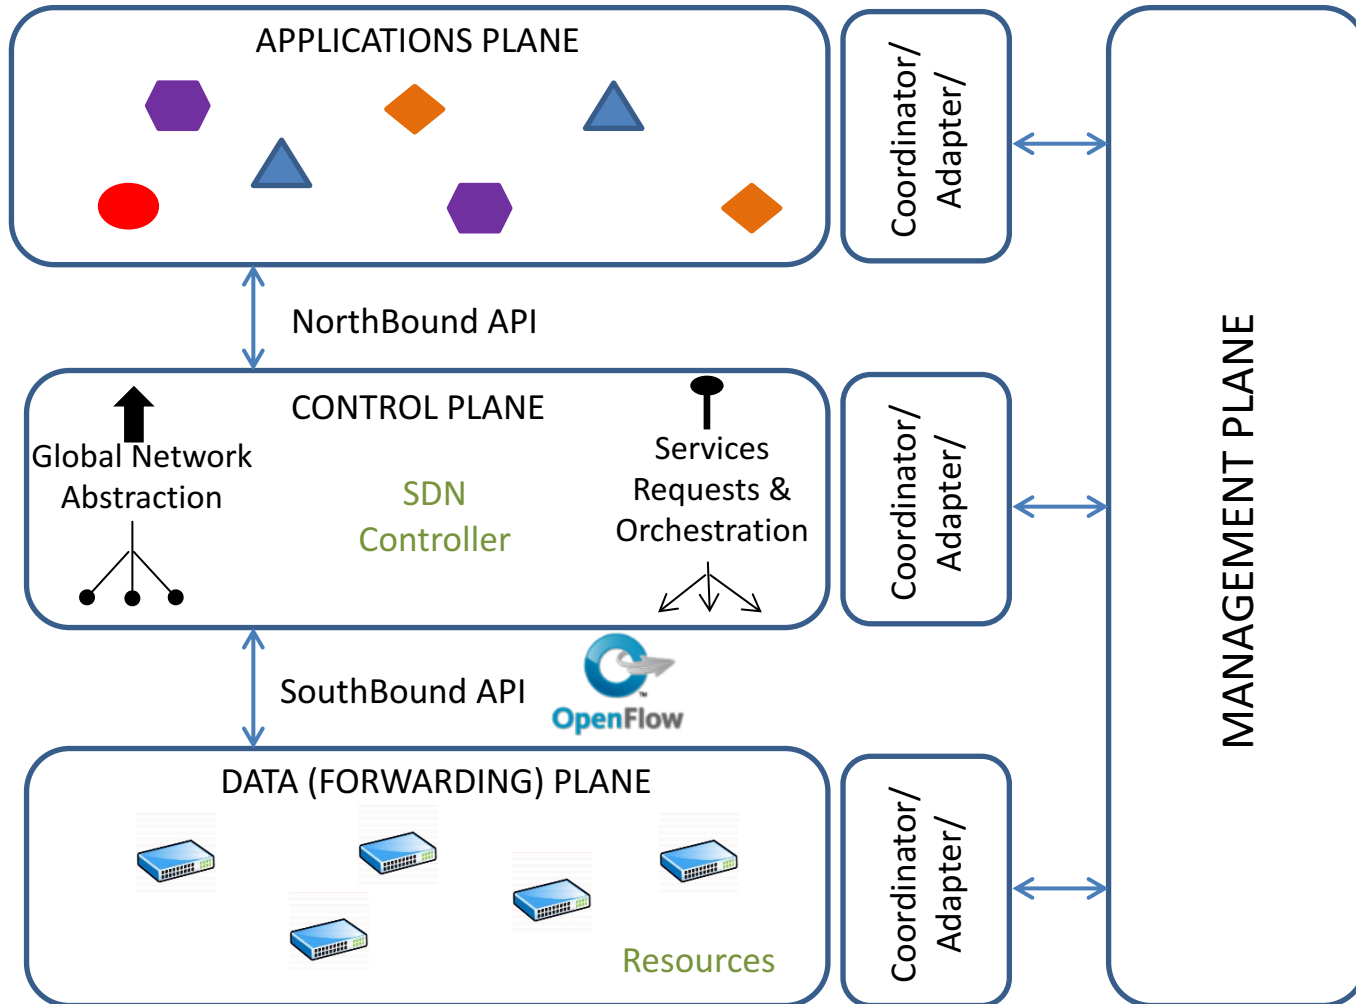 APPLICATIONS PLANE
Coordinator/
Adapter/
NorthBound API
CONTROL PLANE
Global Network
Abstraction
SDN
Controller
Services
Requests &
Orchestration
Coordinator/
Adapter/
SouthBound API
TM
OpenFlow
DATA (FORWARDING) PLANE
Resources
Coordinator/
Adapter/
MANAGEMENT PLANE